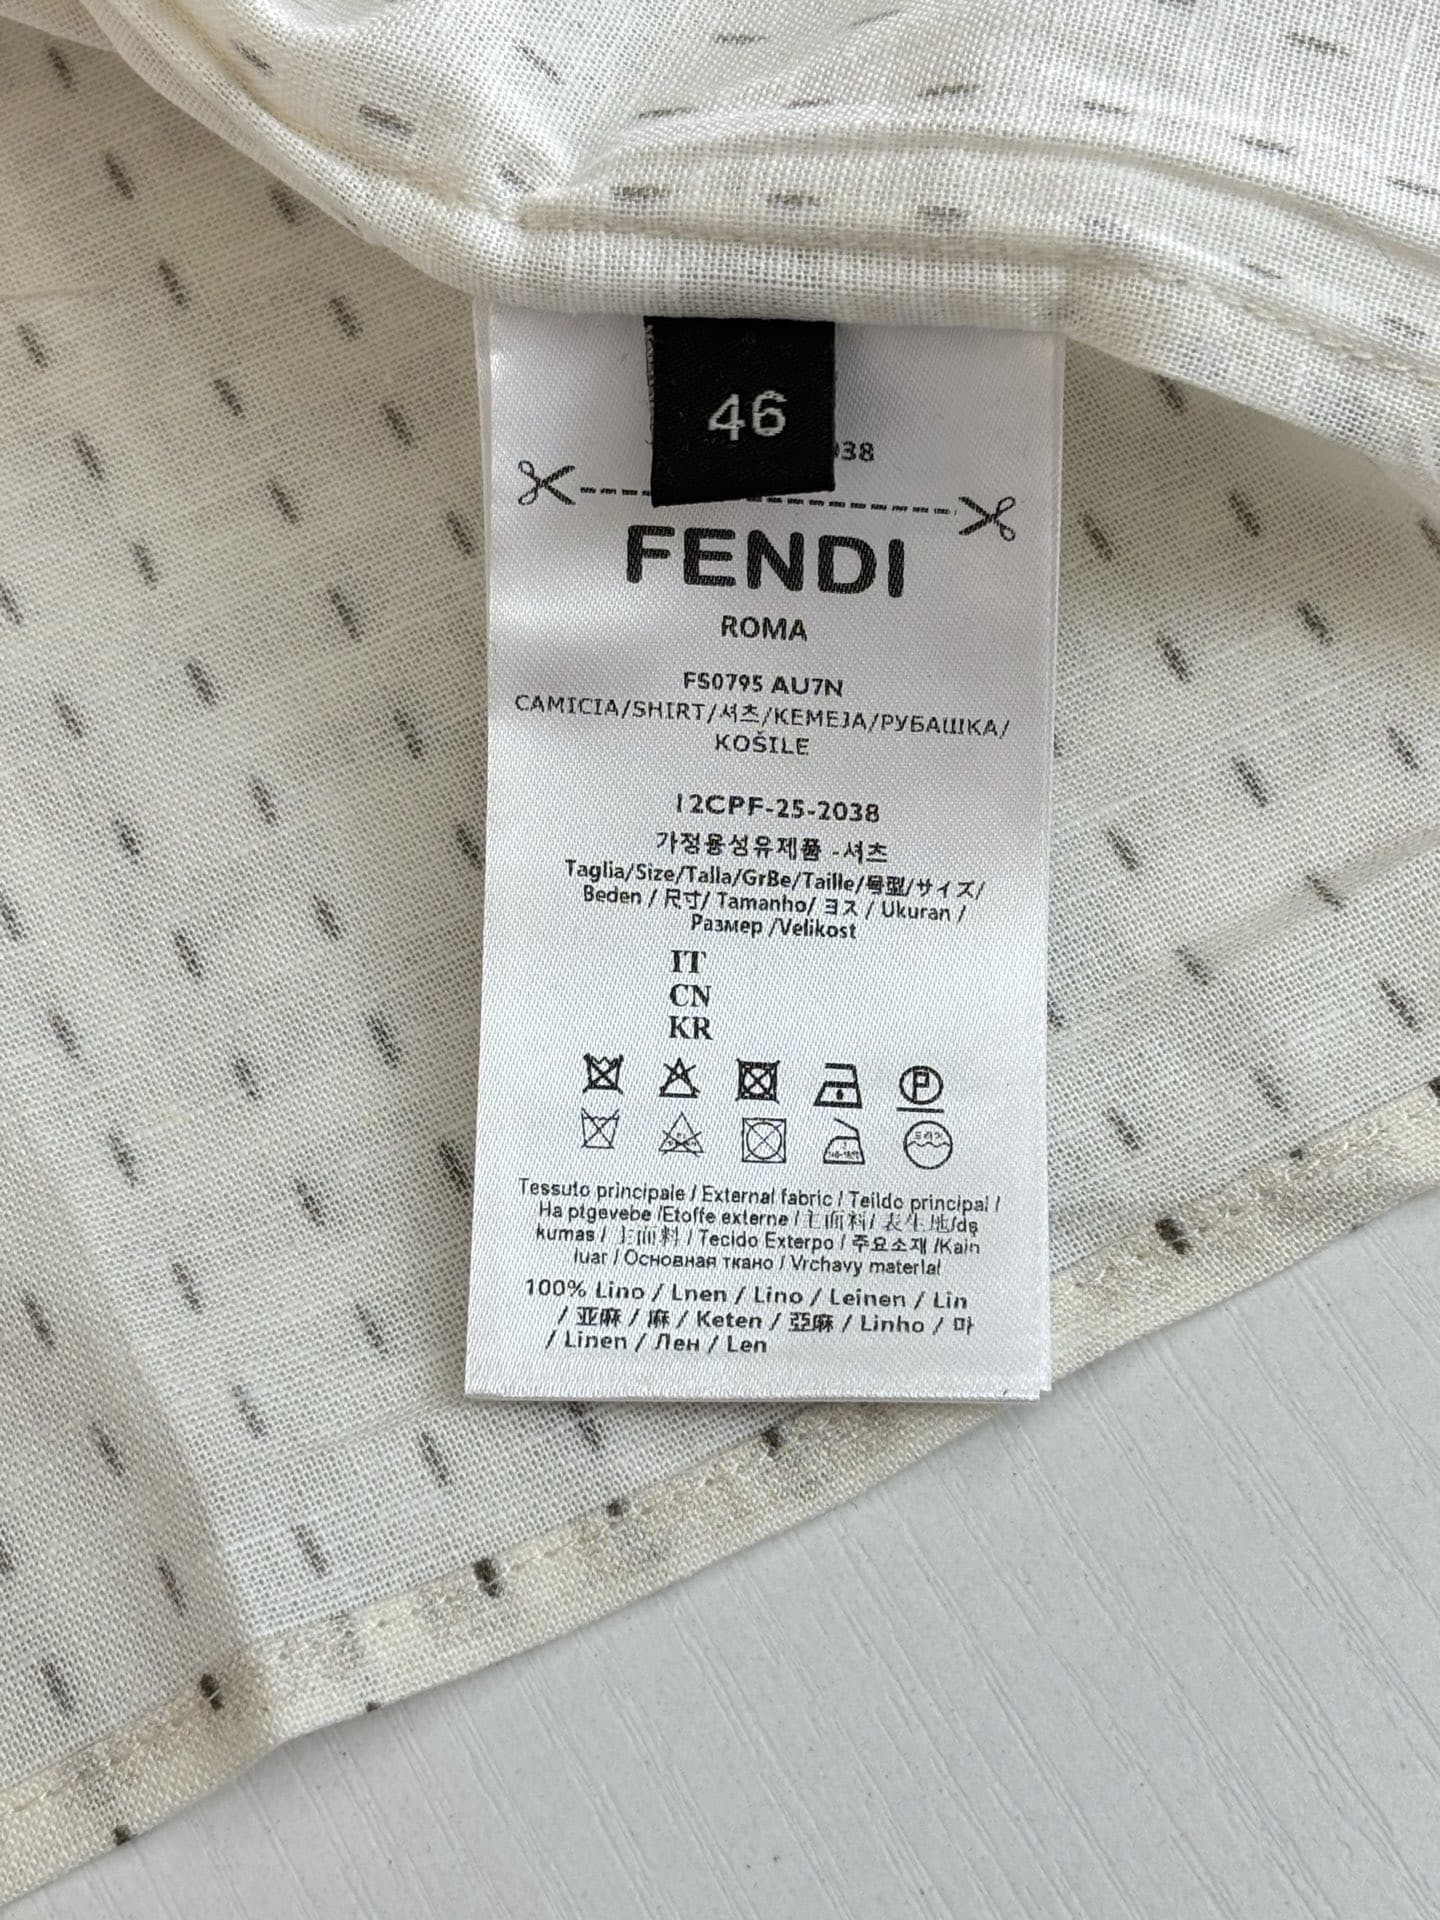 46
038
FENDI
ROMA
FS0795 AU7N
CAMICIA/SHIRT/셔츠/KEMEJA/РУБАШКА/
KOŠILE
12CPF-25-2038
가정용섬유제품 -셔츠
Taglia/Size/Talla/GrBe/Taille/号型/サイズ/
Beden / 尺寸/ Tamanho/ ヨス / Ukuran /
Размер /Velikost
IT
CN
KR
P
드라이
Tessuto principale / External fabric / Teildo principal /
Ha ptgevebe /Etoffe externe / 主面料/ 表生地/dş
kumas / 主面料 / Tecido Exterpo / 주요소재 /Kain
luar / Основная ткано / Vrchavy materlal
100% Lino / Lnen / Lino / Leinen / Lin
/ 亚麻 / 麻 / Keten / 亞麻 / Linho / 마
/ Linen / Лен / Len